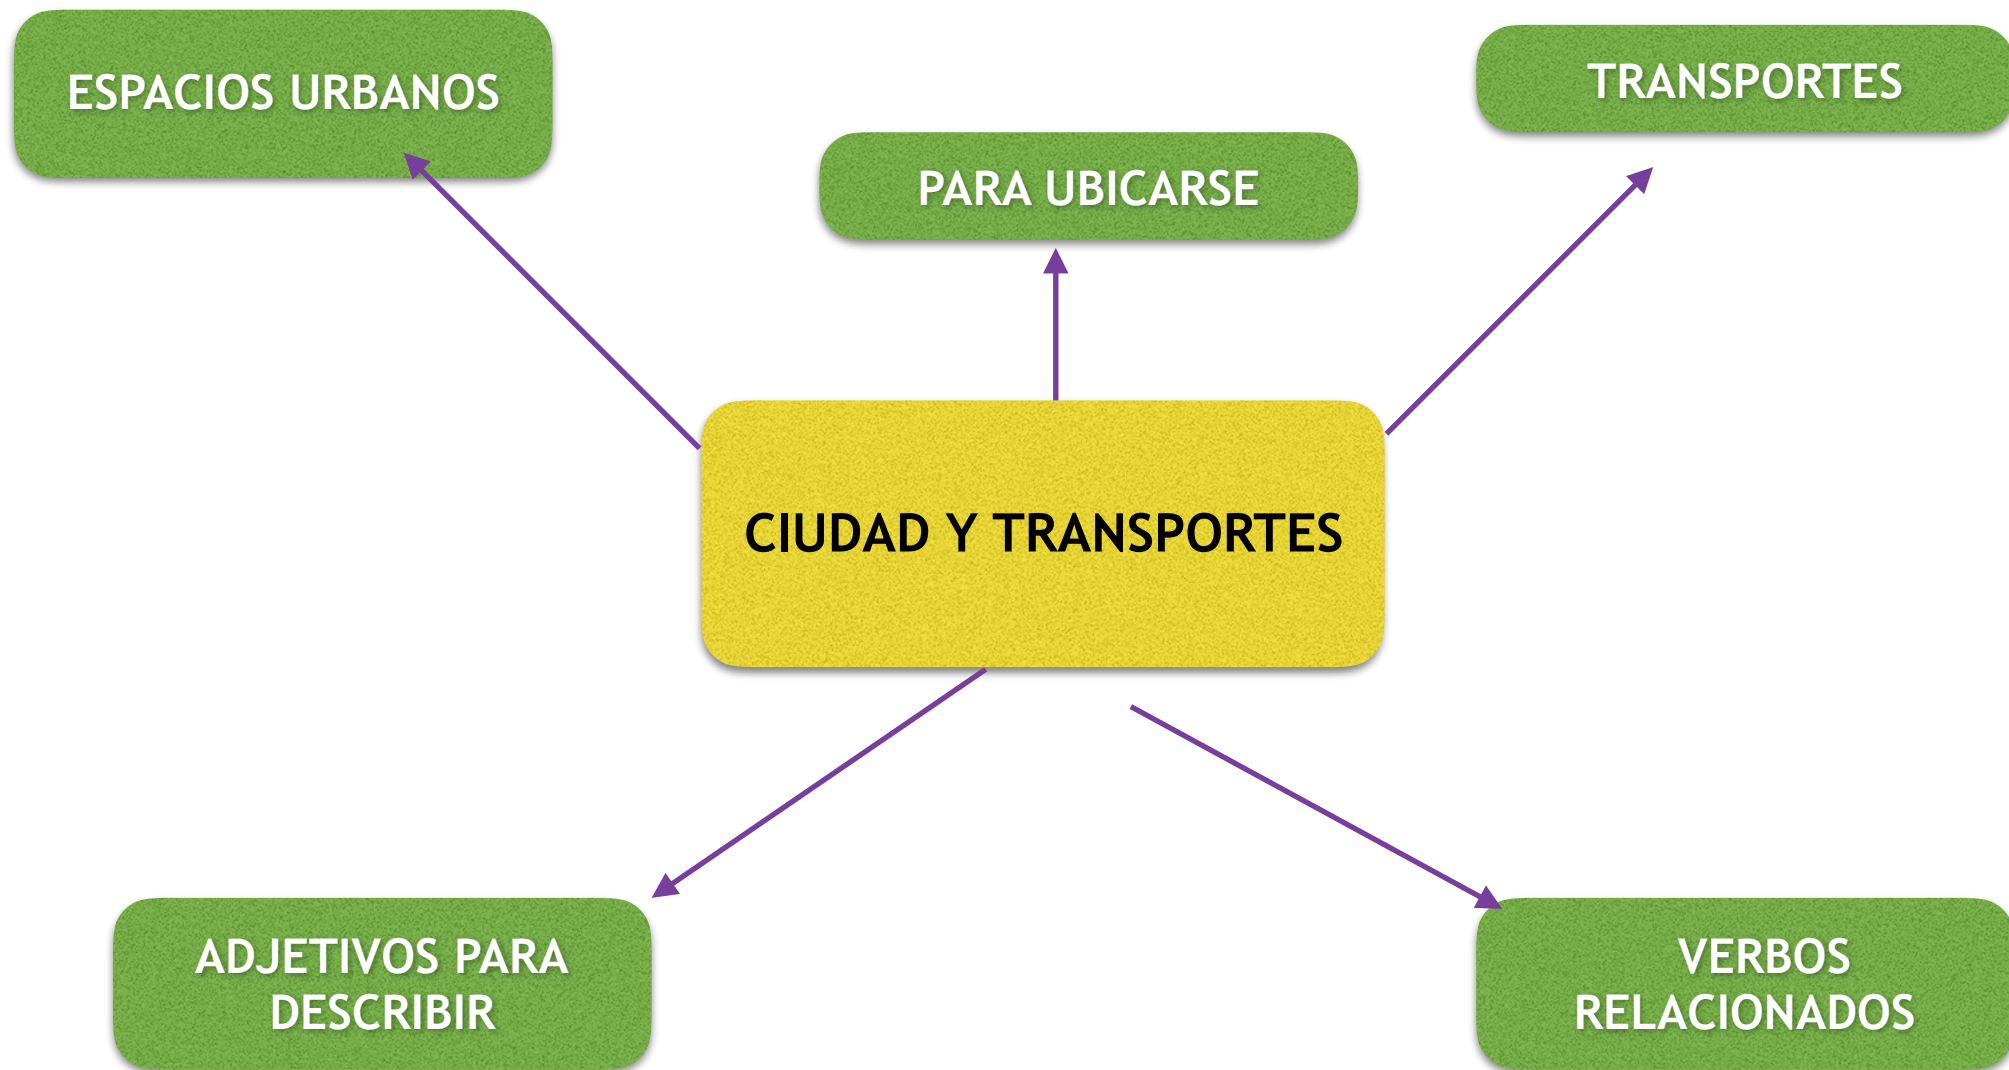 ESPACIOS URBANOS
TRANSPORTES
PARA UBICARSE
CIUDAD Y TRANSPORTES
ADJETIVOS PARA
DESCRIBIR
VERBOS
RELACIONADOS